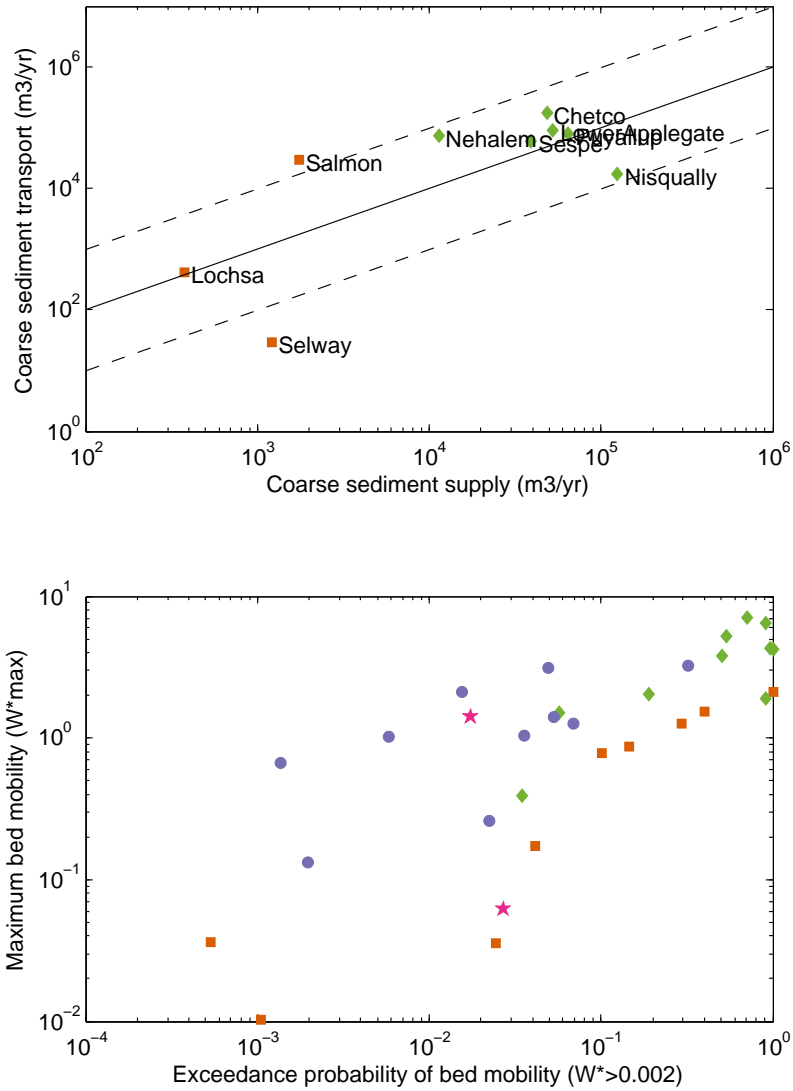 10^6
10^4
10^2
10^0
Coarse sediment transport (m3/yr)
Chetco
Nehalem
LowerApplegate
Puyallup
Sespe
Salmon
Nisqually
Lochsa
Selway
10^2
10^3
10^4
10^5
10^6
Coarse sediment supply (m3/yr)
10^1
10^0
10^−1
10^−2
Maximum bed mobility (W*max)
10^−4
10^−3
10^−2
10^−1
10^0
Exceedance probability of bed mobility (W*>0.002)